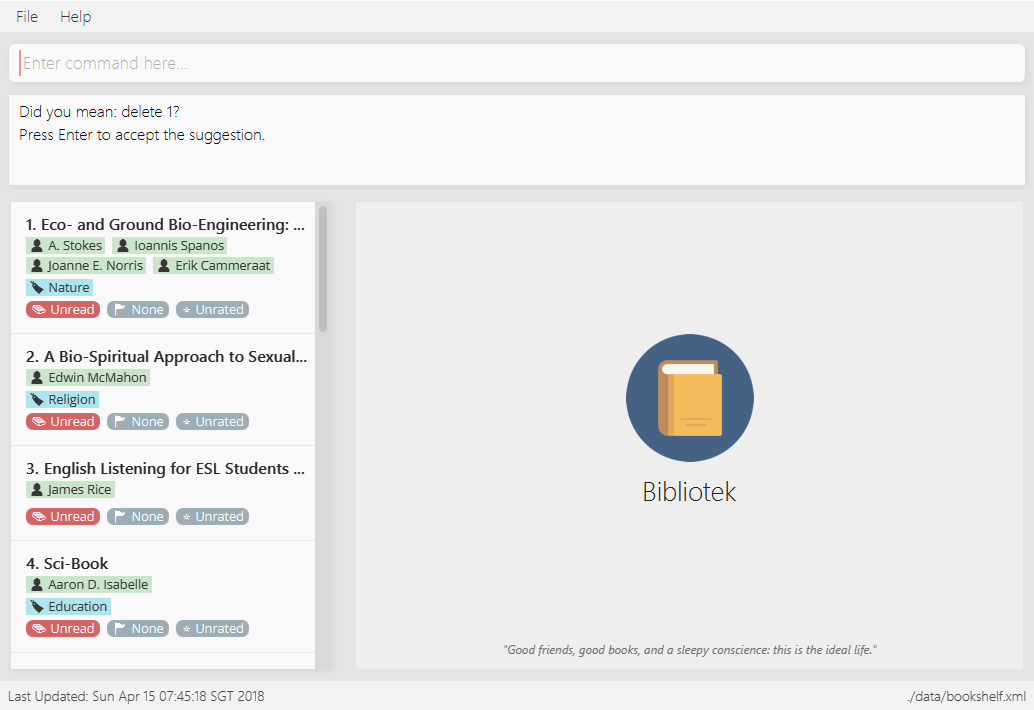 File Help
Enter command here...
Did you mean: delete 1?
Press Enter to accept the suggestion.
1. Eco- and Ground Bio-Engineering: ...
A. Stokes Ioannis Spanos
Joanne E. Norris Erik Cammeraat
Nature
Unread None Unrated
2. A Bio-Spiritual Approach to Sexual...
Edwin McMahon
Religion
Unread None Unrated
3. English Listening for ESL Students ...
James Rice
Unread None Unrated
4. Sci-Book
Aaron D. Isabelle
Education
Unread None Unrated
Bibliotek
"Good friends, good books, and a sleepy conscience: this is the ideal life."
Last Updated: Sun Apr 15 07:45:18 SGT 2018
./data/bookshelf.xml